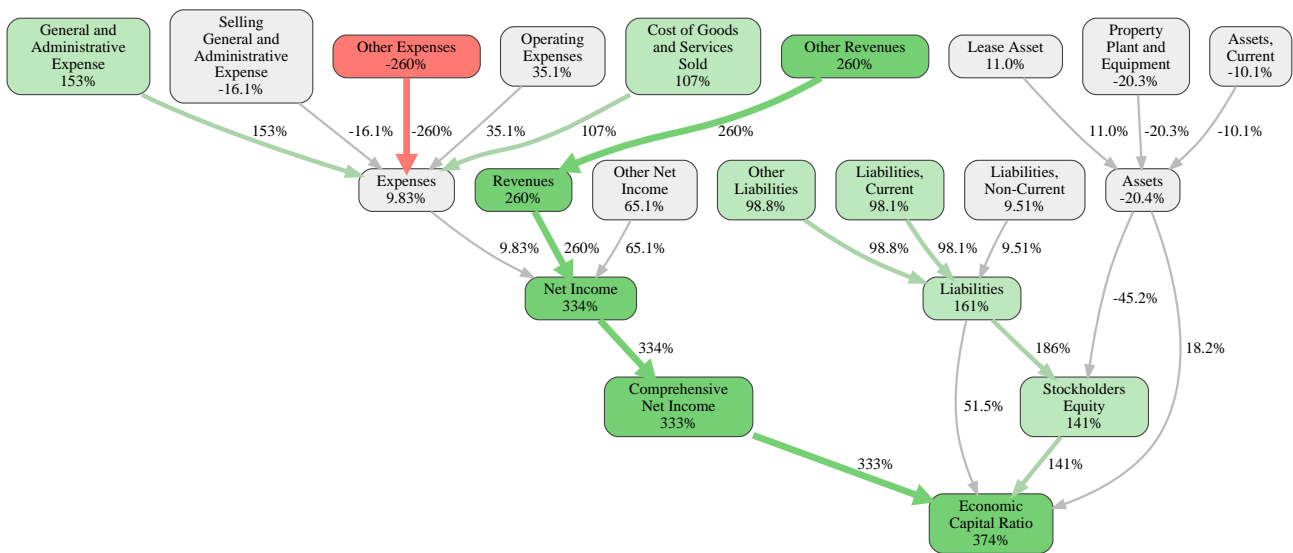 General and
Administrative
Expense
153%
Selling
General and
Administrative
Expense
-16.1%
Other Expenses
-260%
Operating
Expenses
35.1%
Cost of Goods
and Services
Sold
107%
Other Revenues
260%
Lease Asset
11.0%
Property
Plant and
Equipment
-20.3%
Assets,
Current
-10.1%
153%
-16.1%
-260%
35.1%
107%
260%
11.0%
-20.3%
-10.1%
Expenses
9.83%
Revenues
260%
Other Net
Income
65.1%
Other
Liabilities
98.8%
Liabilities,
Current
98.1%
Liabilities,
Non-Current
9.51%
Assets
-20.4%
9.83%
260%
65.1%
98.8%
98.1%
9.51%
Net Income
334%
Liabilities
161%
-45.2%
334%
186%
18.2%
Comprehensive
Net Income
333%
51.5%
Stockholders
Equity
141%
333%
141%
Economic
Capital Ratio
374%